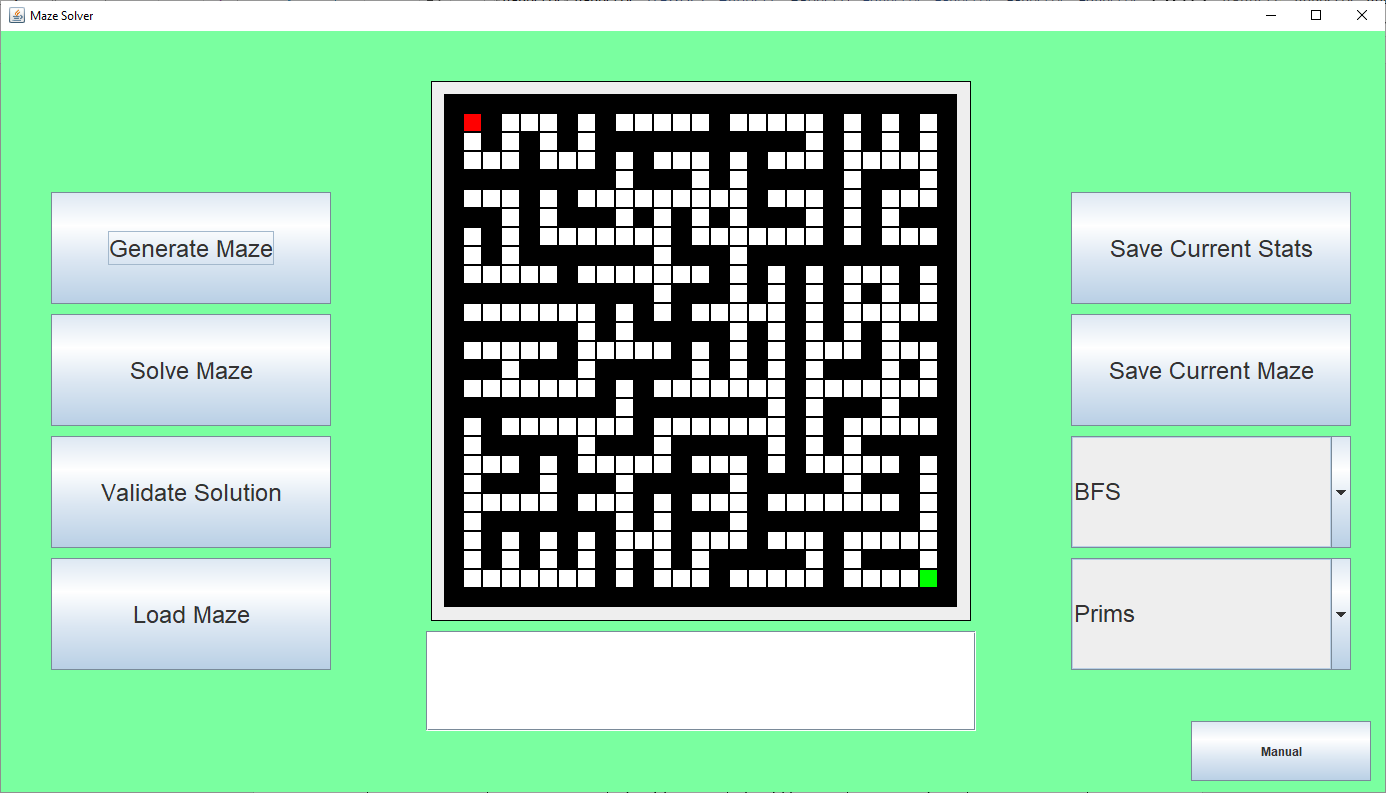 Maze Solver
Generate Maze
Solve Maze
Validate Solution
Load Maze
Save Current Stats
Save Current Maze
BFS
Prims
Manual